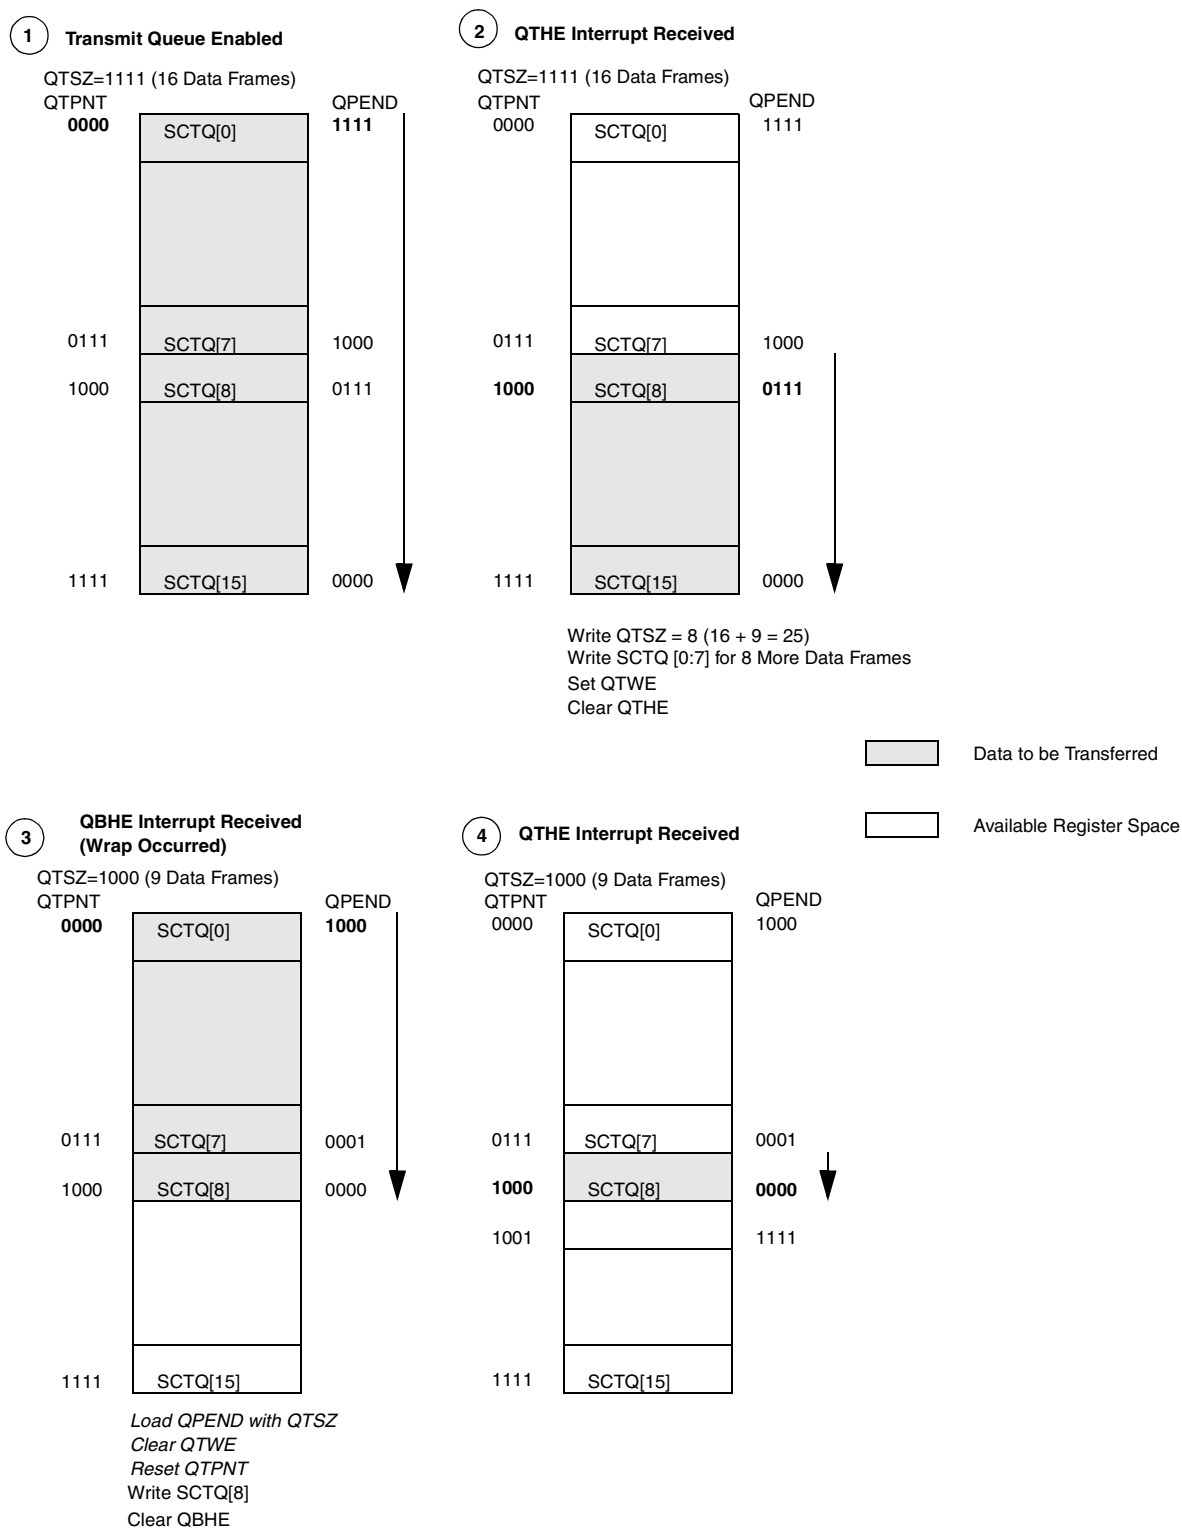 1 Transmit Queue Enabled
QTSZ=1111 (16 Data Frames)
QTPNT QPEND
0000 SCTQ[0] 1111
0111 SCTQ[7] 1000
1000 SCTQ[8] 0111
1111 SCTQ[15] 0000
2 QTHE Interrupt Received
QTSZ=1111 (16 Data Frames)
QTPNT QPEND
0000 SCTQ[0] 1111
0111 SCTQ[7] 1000
1000 SCTQ[8] 0111
1111 SCTQ[15] 0000
Write QTSZ = 8 (16 + 9 = 25)
Write SCTQ [0:7] for 8 More Data Frames
Set QTWE
Clear QTHE
Data to be Transferred
Available Register Space
3 QBHE Interrupt Received
(Wrap Occurred)
QTSZ=1000 (9 Data Frames)
QTPNT QPEND
0000 SCTQ[0] 1000
0111 SCTQ[7] 0001
1000 SCTQ[8] 0000
1111 SCTQ[15]
Load QPEND with QTSZ
Clear QTWE
Reset QTPNT
Write SCTQ[8]
Clear QBHE
4 QTHE Interrupt Received
QTSZ=1000 (9 Data Frames)
QTPNT QPEND
0000 SCTQ[0] 1000
0111 SCTQ[7] 0001
1000 SCTQ[8] 0000
1001 1111
1111 SCTQ[15]